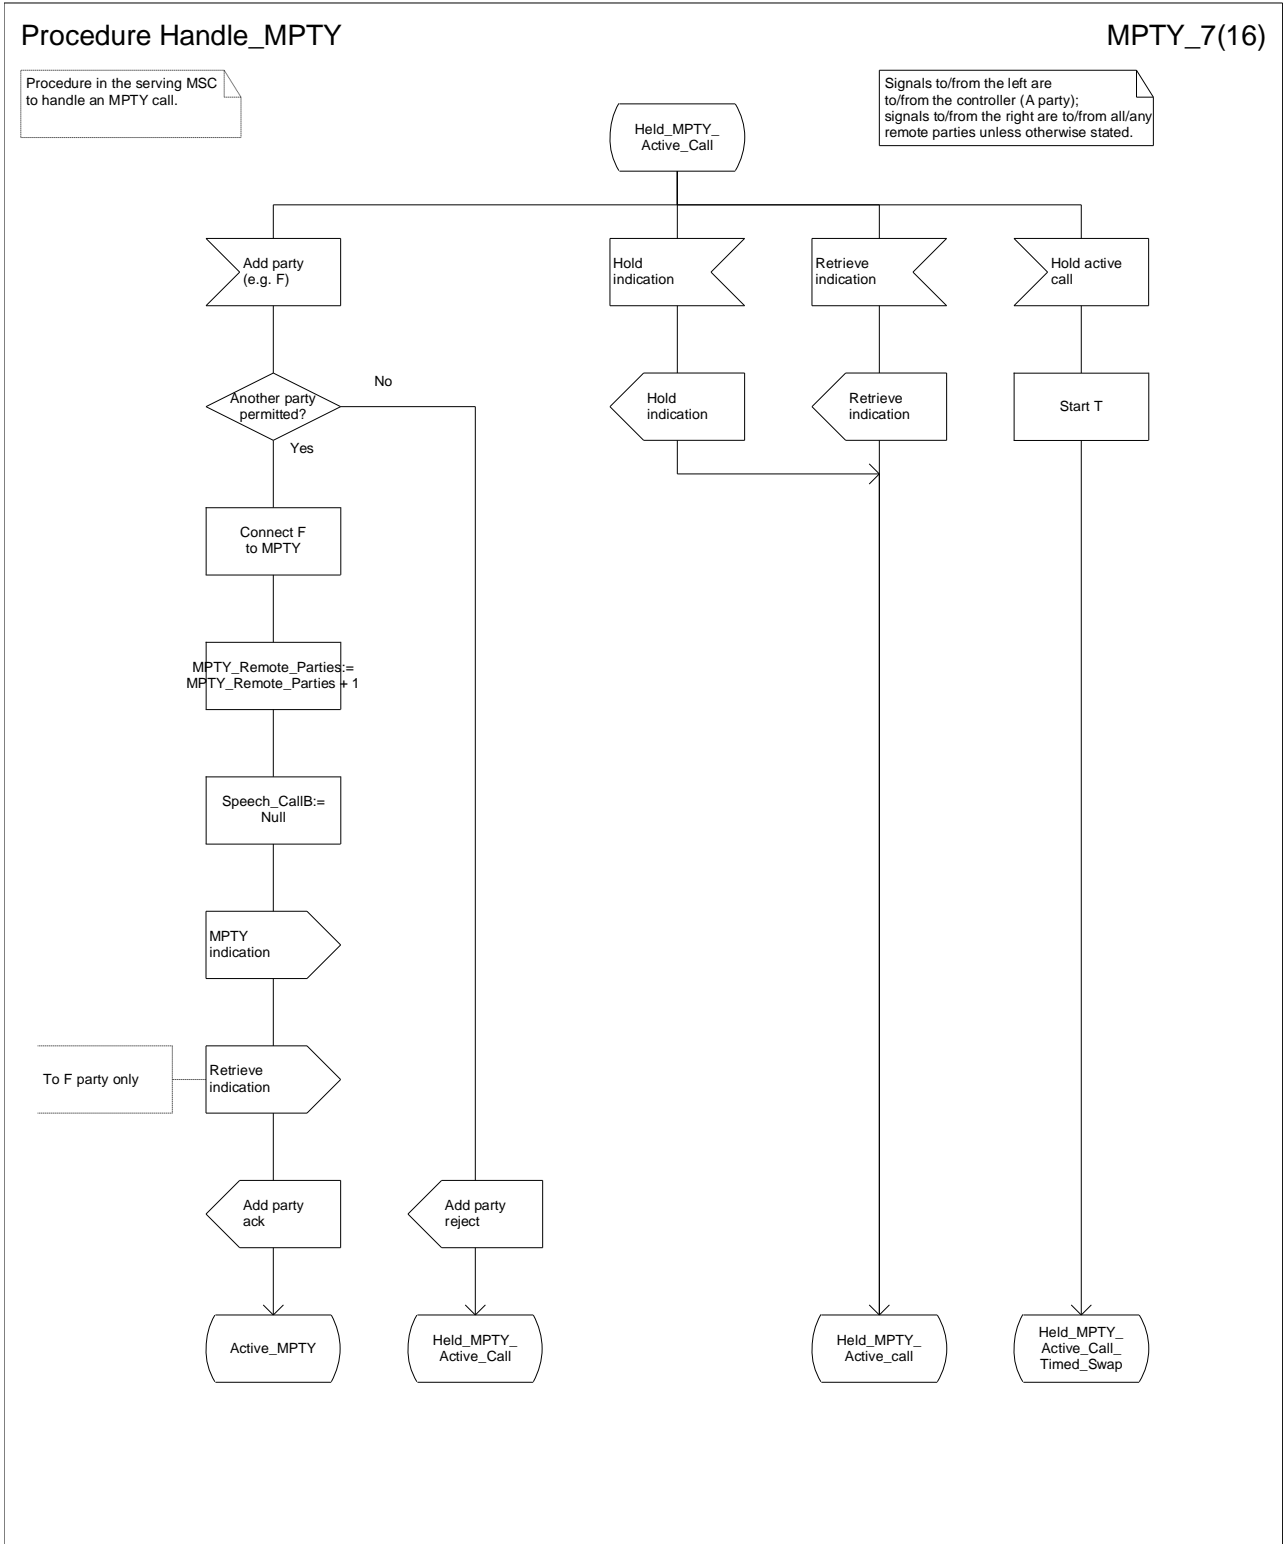 Procedure Handle_MPTY
MPTY_7(16)
Procedure in the serving MSC
to handle an MPTY call.
Signals to/from the left are
to/from the controller (A party);
signals to/from the right are to/from all/any
remote parties unless otherwise stated.
Held_MPTY_
Active_Call
Add party
(e.g. F)
Hold
indication
Retrieve
indication
Hold active
call
Another party
permitted?
No
Yes
Hold
indication
Retrieve
indication
Start T
Connect F
to MPTY
MPTY_Remote_Parties:=
MPTY_Remote_Parties + 1
Speech_CallB:=
Null
MPTY
indication
To F party only
Retrieve
indication
Add party
ack
Add party
reject
Active_MPTY
Held_MPTY_
Active_Call
Held_MPTY_
Active_call
Held_MPTY_
Active_Call_
Timed_Swap